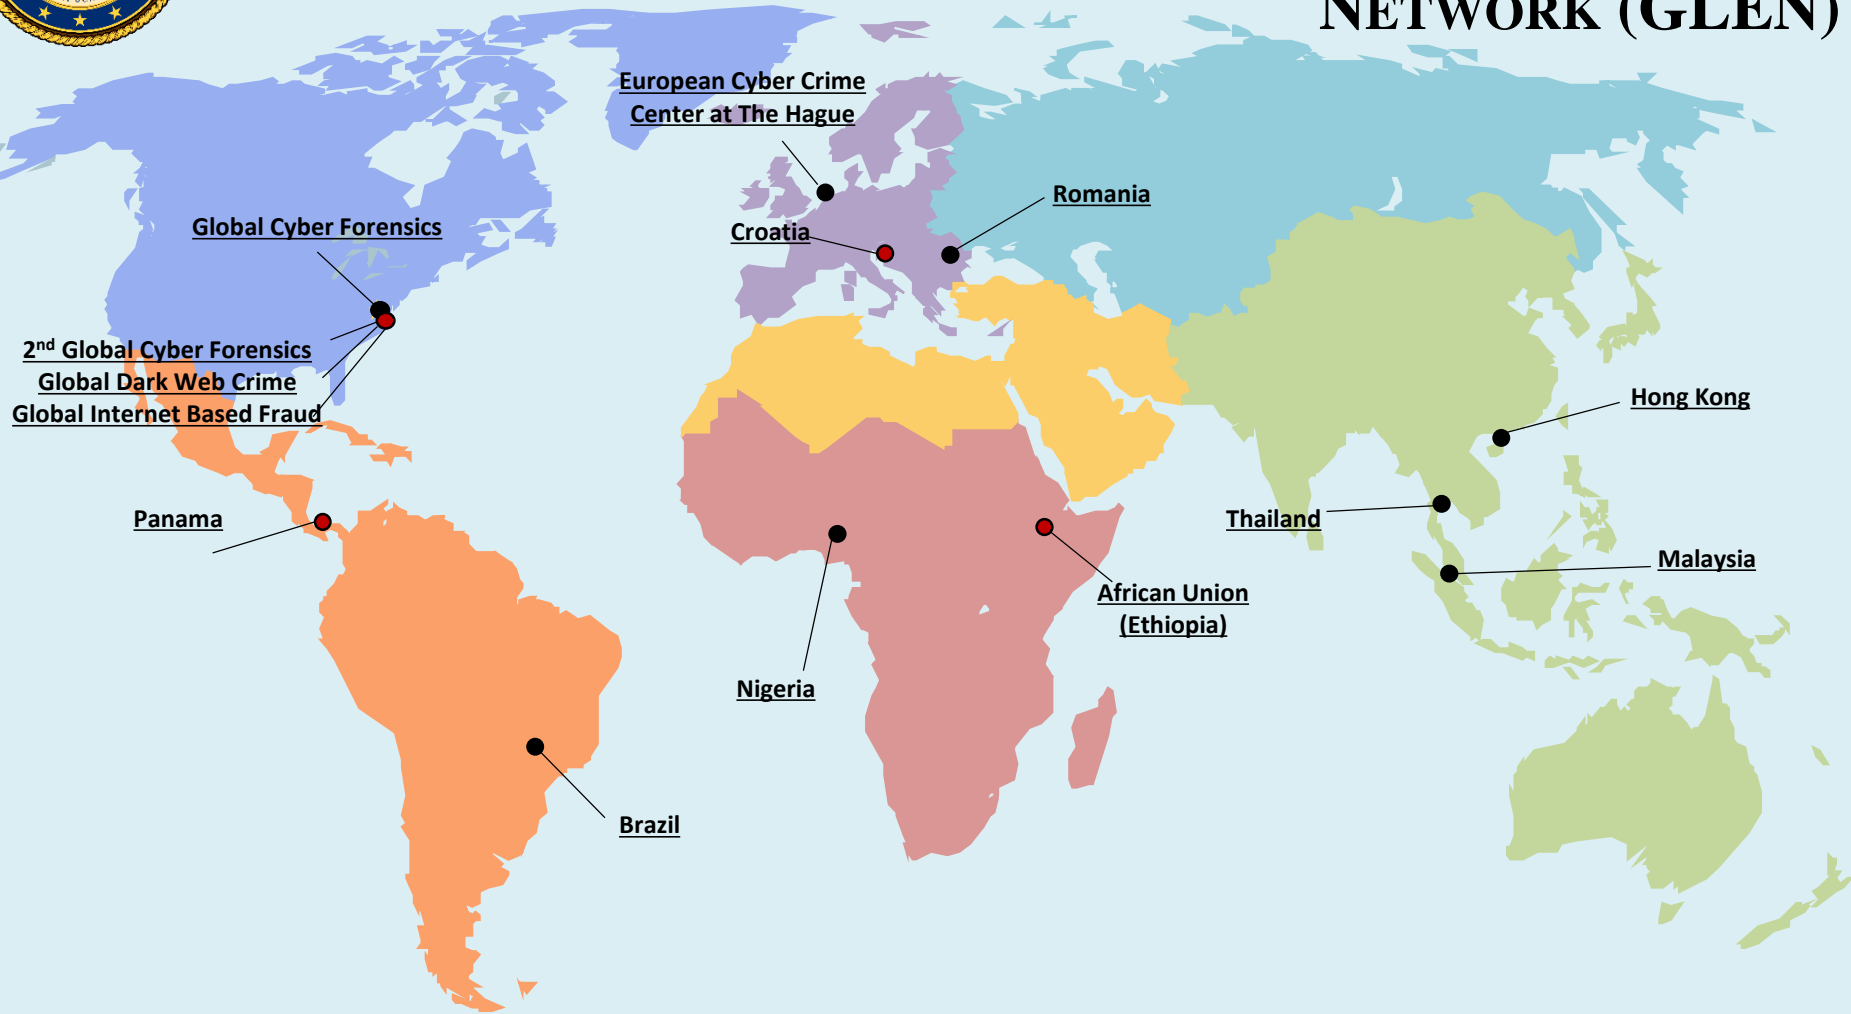 NETWORK (GLEN)
European Cyber Crime
Center at The Hague
Romania
Global Cyber Forensics
Croatia
2nd Global Cyber Forensics
Global Dark Web Crime
Global Internet Based Fraud
Hong Kong
Panama
Thailand
Malaysia
African Union
(Ethiopia)
Nigeria
Brazil